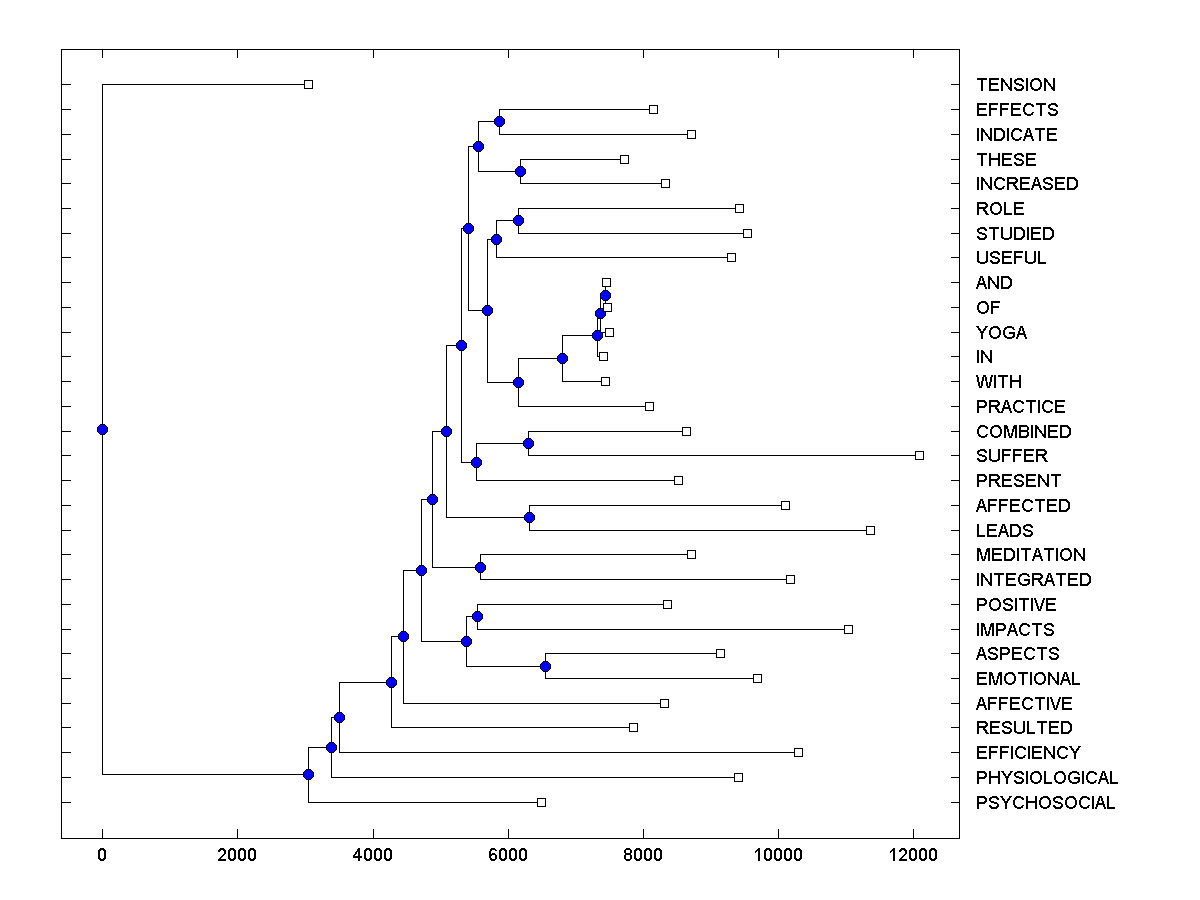 TENSION
EFFECTS
INDICATE
THESE
INCREASED
ROLE
STUDIED
USEFUL
AND
OF
YOGA
IN
WITH
PRACTICE
COMBINED
SUFFER
PRESENT
AFFECTED
LEADS
MEDITATION
INTEGRATED
POSITIVE
IMPACTS
ASPECTS
EMOTIONAL
AFFECTIVE
RESULTED
EFFICIENCY
PHYSIOLOGICAL
PSYCHOSOCIAL
0 2000 4000 6000 8000 10000 12000